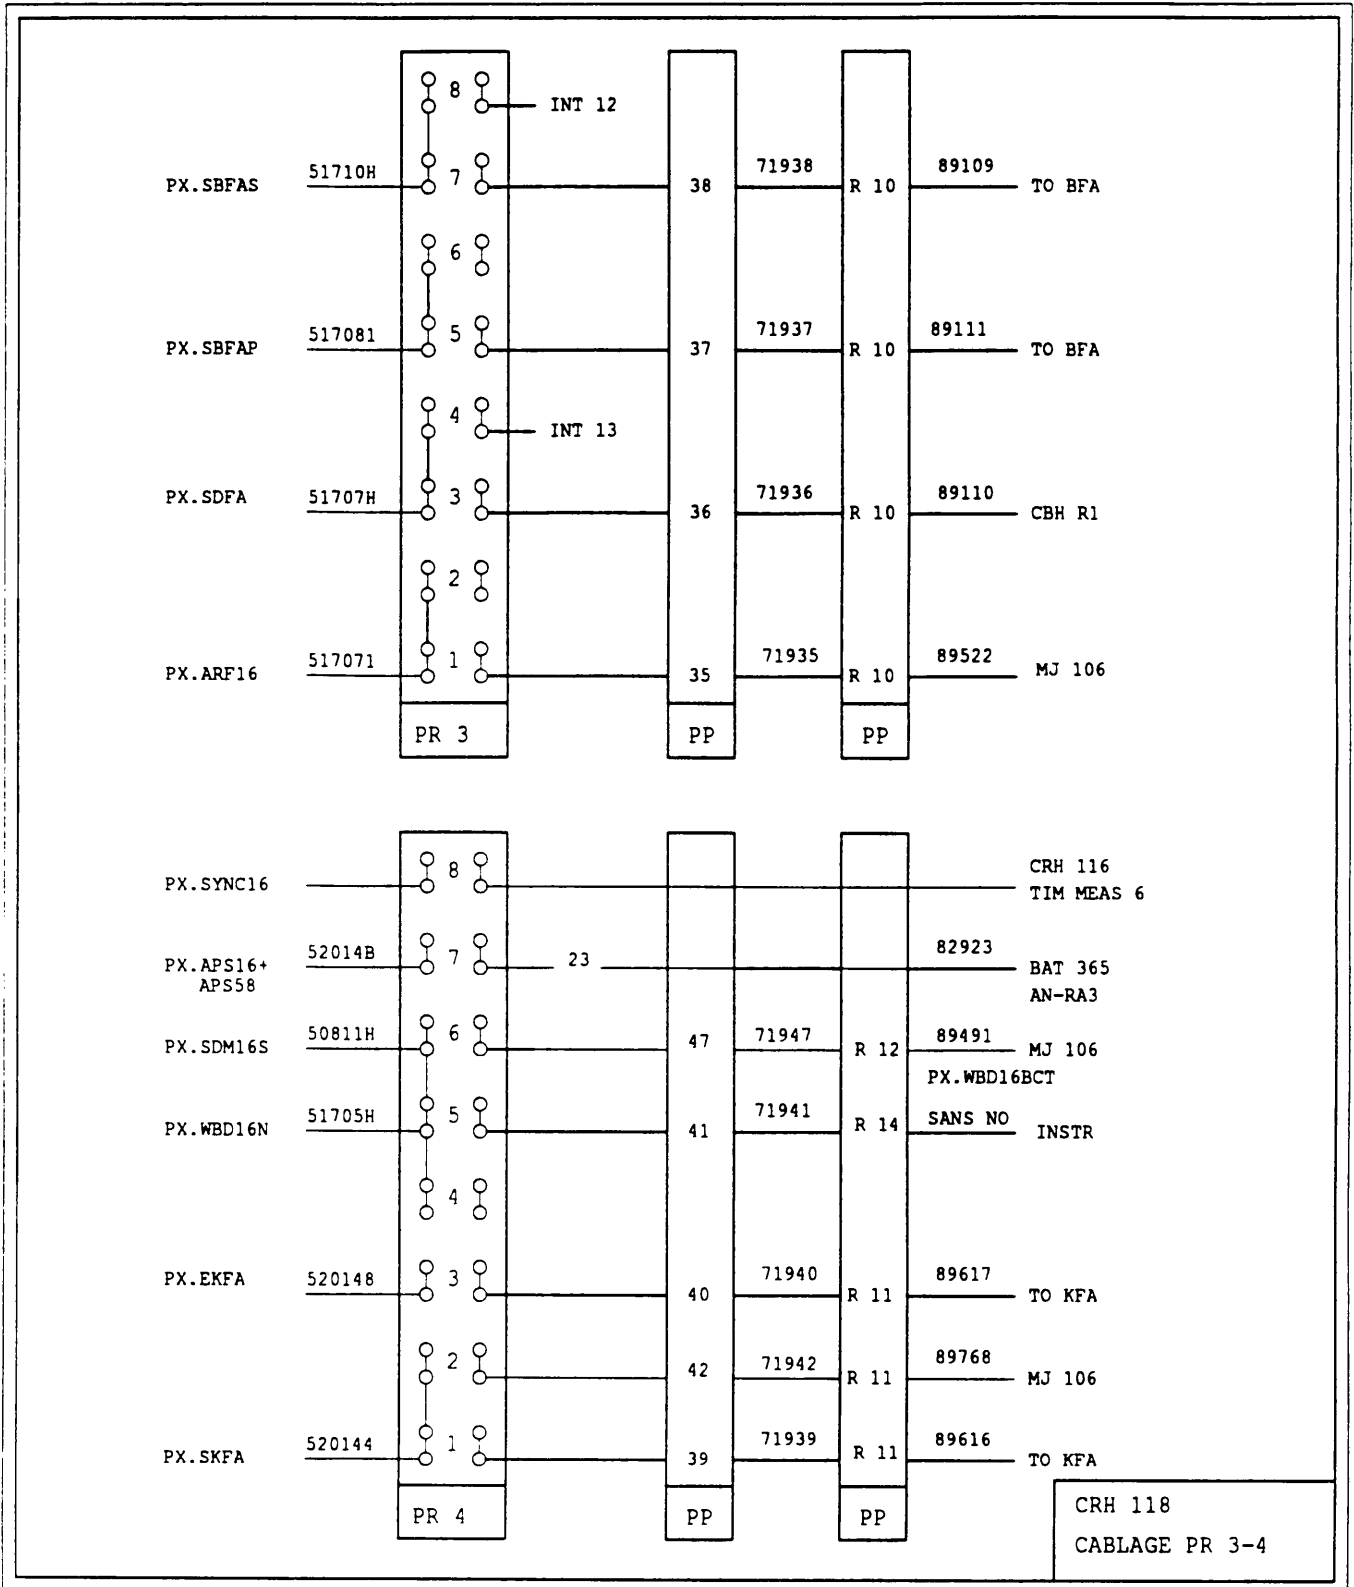 8 INT 12
PX.SBFAS 51710H 7 38 71938 R 10 89109 TO BFA
6
PX.SBFAP 517081 5 37 71937 R 10 89111 TO BFA
4 INT 13
PX.SDFA 51707H 3 36 71936 R 10 89110 CBH R1
2
PX.ARF16 517071 1 35 71935 R 10 89522 MJ 106
PR 3 PP PP
PX.SYNC16 8 CRH 116
TIM MEAS 6
PX.APS16+ 52014B 7 23 82923 BAT 365
APS58 AN-RA3
PX.SDM16S 50811H 6 47 71947 R 12 89491 MJ 106
PX.WBD16BCT
PX.WBD16N 51705H 5 41 71941 R 14 SANS NO INSTR
4
PX.EKFA 520148 3 40 71940 R 11 89617 TO KFA
2 42 71942 R 11 89768 MJ 106
PX.SKFA 520144 1 39 71939 R 11 89616 TO KFA
PR 4 PP PP
CRH 118
CABLAGE PR 3-4